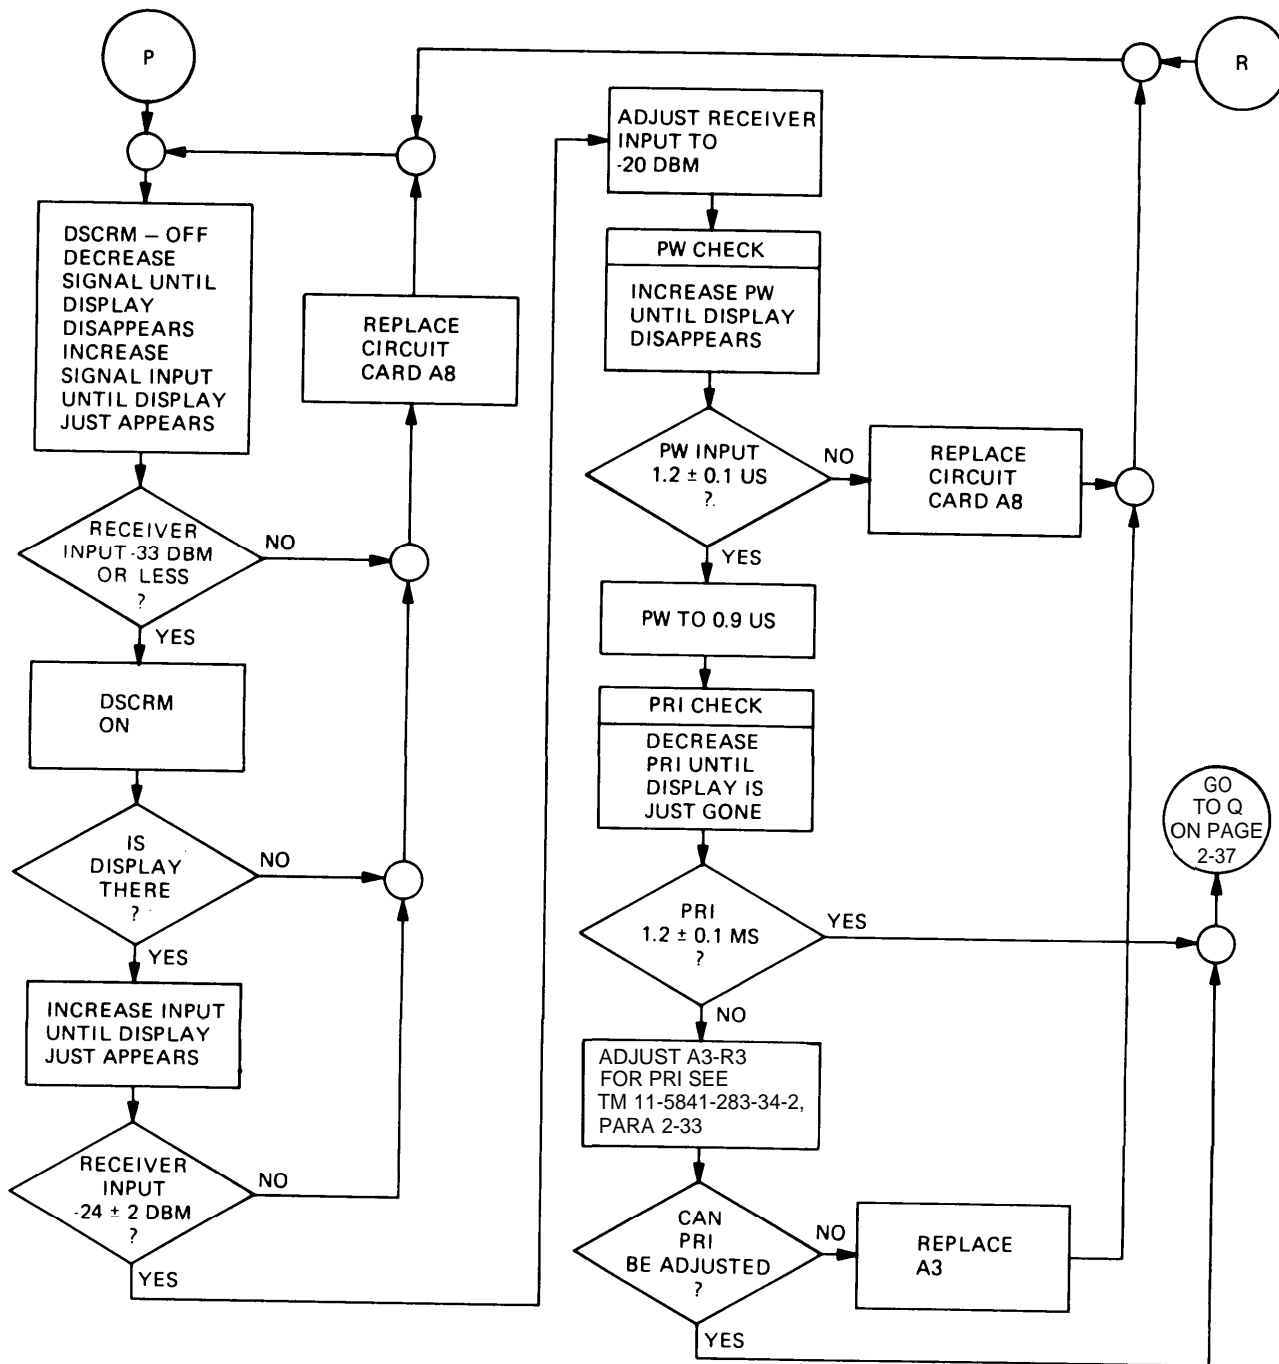 P
DSCRM – OFF
DECREASE
SIGNAL UNTIL
DISPLAY
DISAPPEARS
INCREASE
SIGNAL INPUT
UNTIL DISPLAY
JUST APPEARS
REPLACE
CIRCUIT
CARD A8
RECEIVER
INPUT -33 DBM
OR LESS
?
NO
YES
DSCRM
ON
IS
DISPLAY
THERE
?
NO
YES
INCREASE INPUT
UNTIL DISPLAY
JUST APPEARS
RECEIVER
INPUT
-24 ± 2 DBM
?
NO
YES
R
ADJUST RECEIVER
INPUT TO
-20 DBM
PW CHECK
INCREASE PW
UNTIL DISPLAY
DISAPPEARS
PW INPUT
1.2 ± 0.1 US
?
NO
REPLACE
CIRCUIT
CARD A8
YES
PW TO 0.9 US
PRI CHECK
DECREASE
PRI UNTIL
DISPLAY IS
JUST GONE
PRI
1.2 ± 0.1 MS
?
YES
GO
TO Q
ON PAGE
2-37
NO
ADJUST A3-R3
FOR PRI SEE
TM 11-5841-283-34-2,
PARA 2-33
CAN
PRI
BE ADJUSTED
?
NO
REPLACE
A3
YES